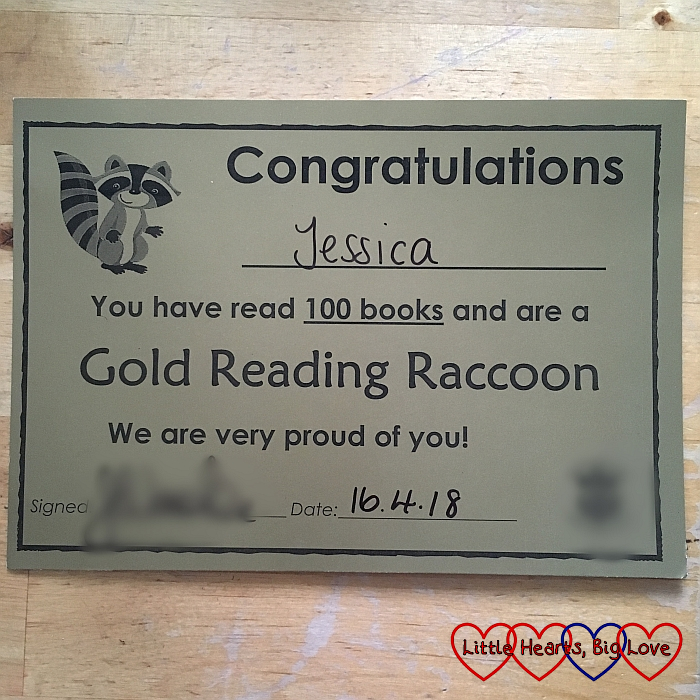 Congratulations
Jessica
You have read 100 books and are a
Gold Reading Raccoon
We are very proud of you!
Signed Date: 16.4.18
Little Hearts, Big Love